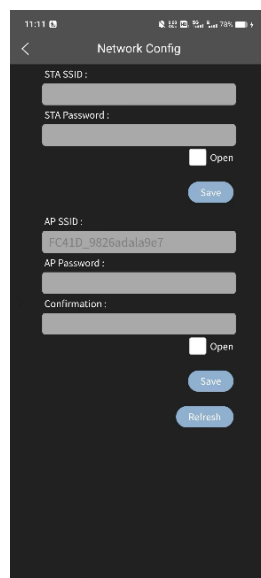 11:11 78%
Network Config
STA SSID :
STA Password :
Open
Save
AP SSID :
FC41D_9826adala9e7
AP Password :
Confirmation :
Open
Save
Refresh